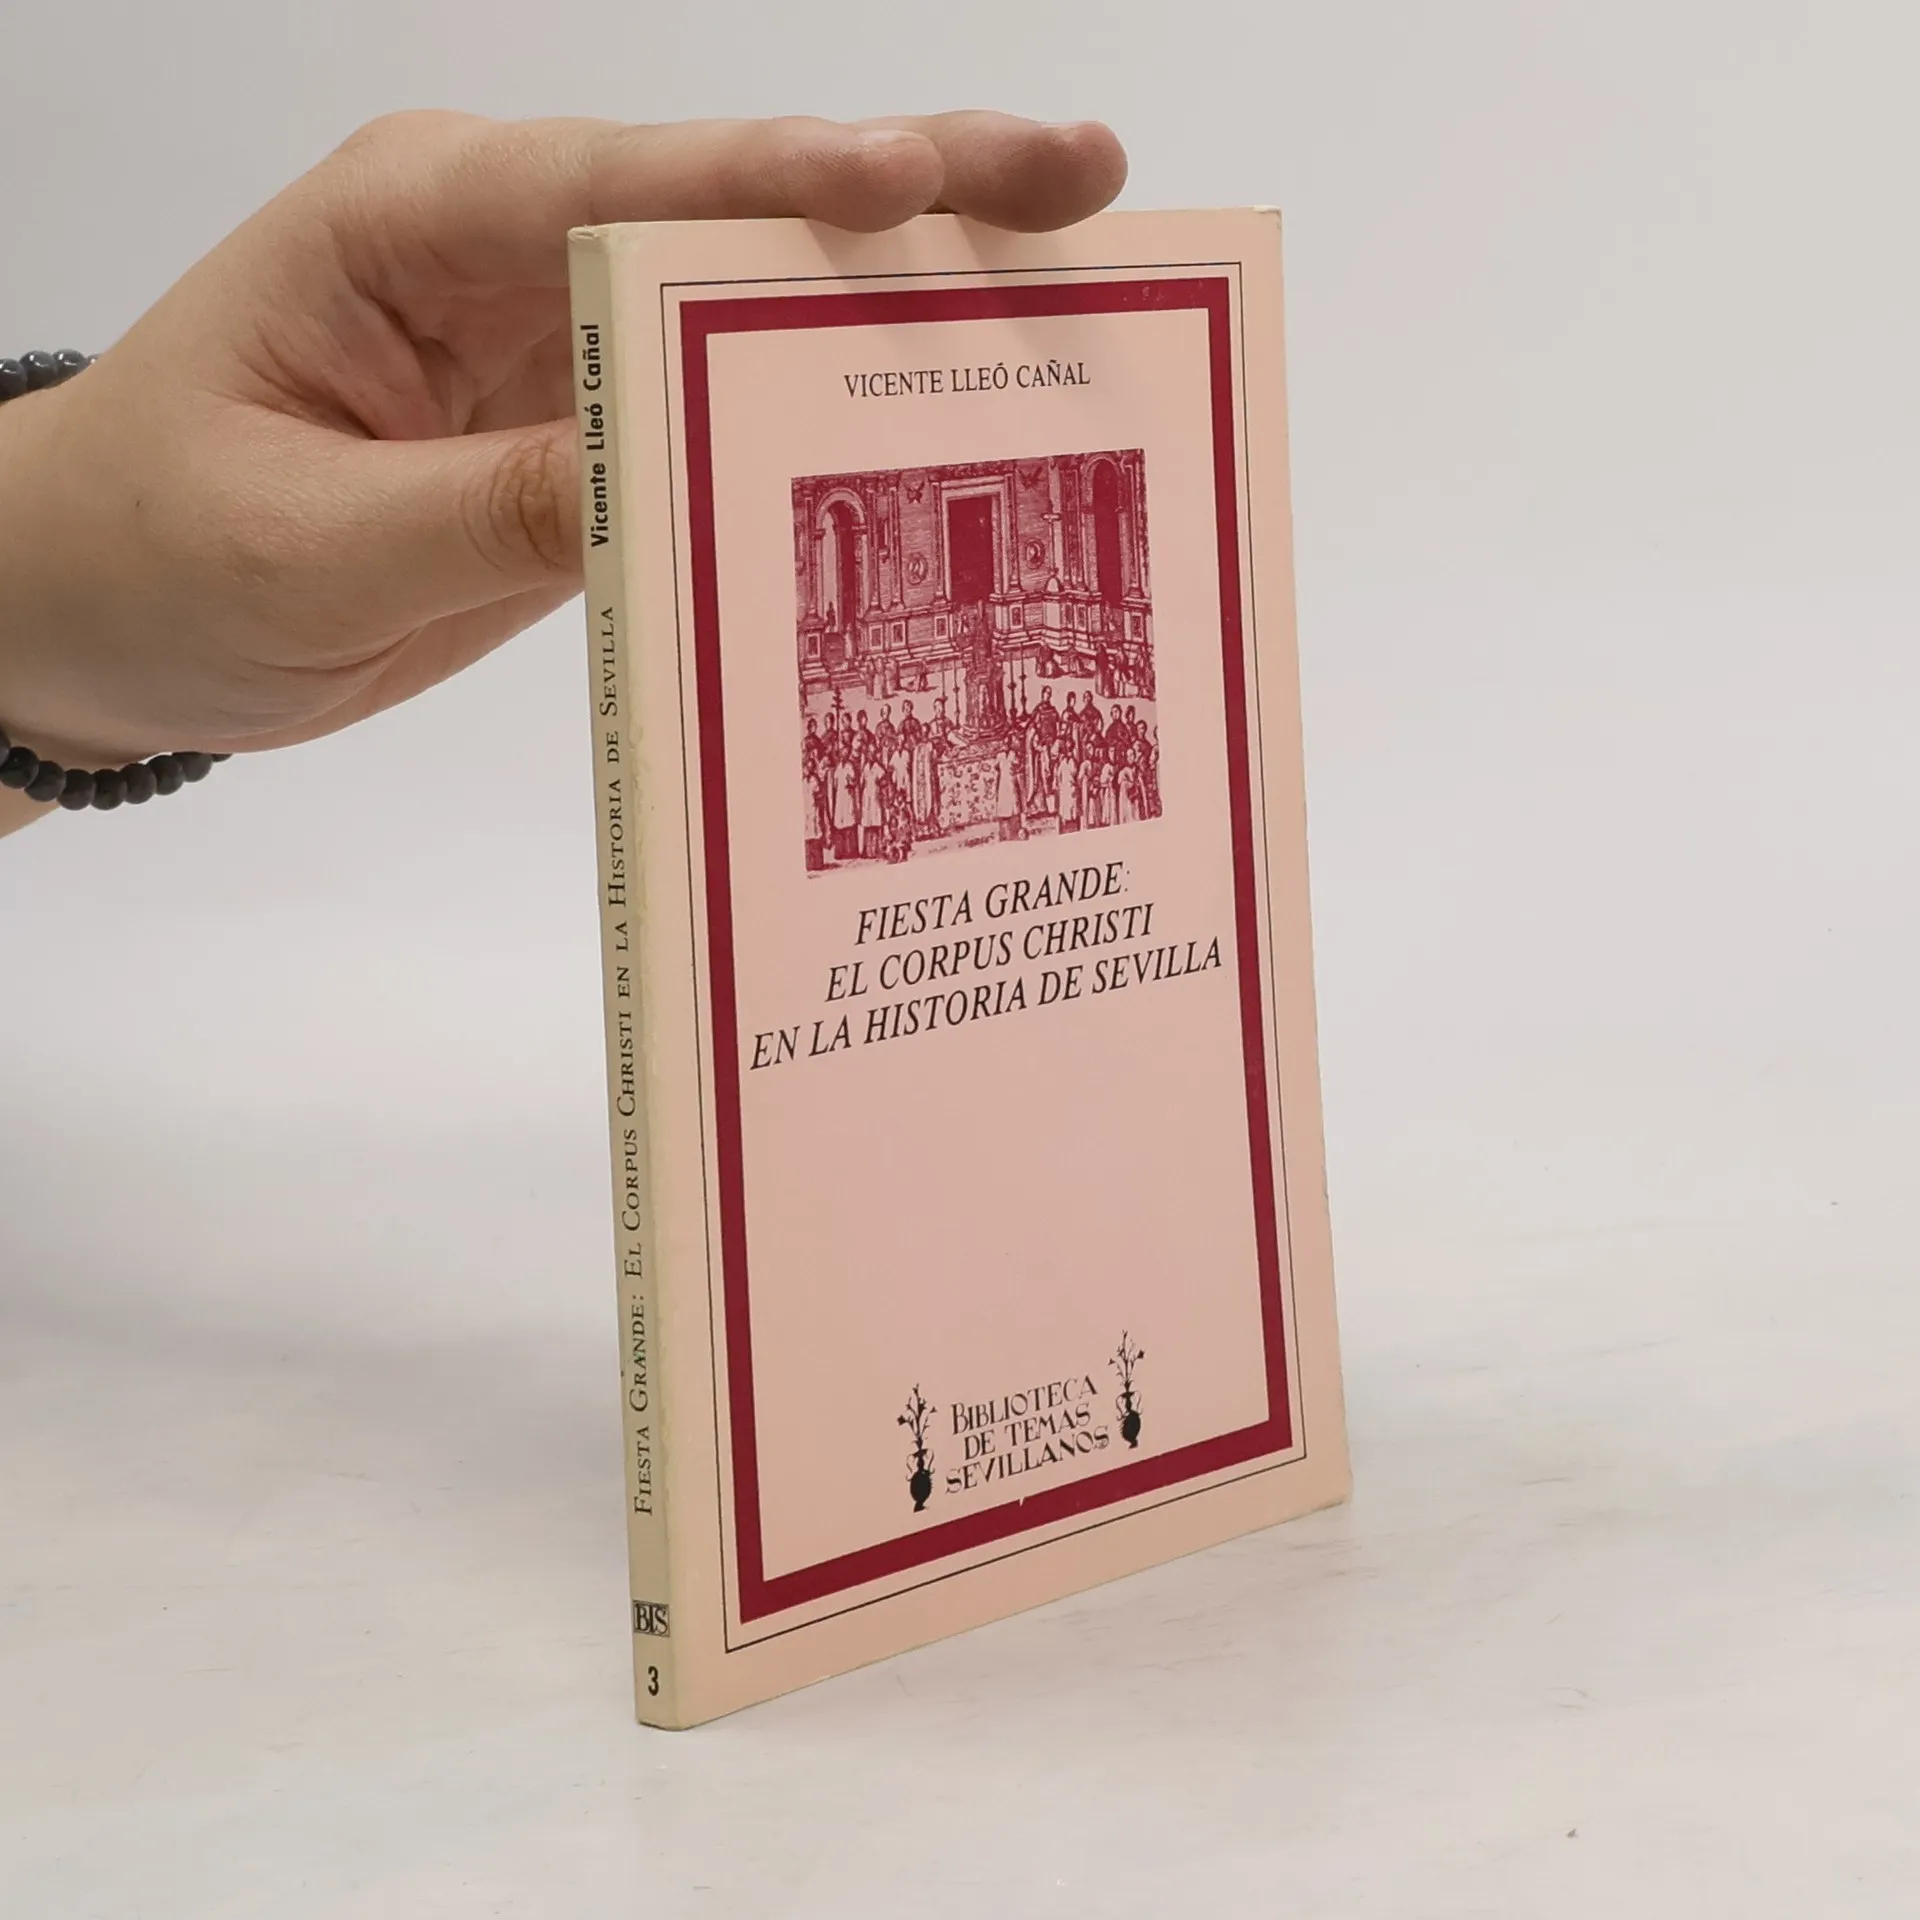 Vicente Lleó Cañal
FIESTA GRANDE: EL CORPUS CHRISTI EN LA HISTORIA DE SEVILLA
BTS
3
VICENTE LLEÓ CAÑAL
FIESTA GRANDE:
EL CORPUS CHRISTI
EN LA HISTORIA DE SEVILLA
BIBLIOTECA
DE TEMAS
SEVILLANOS